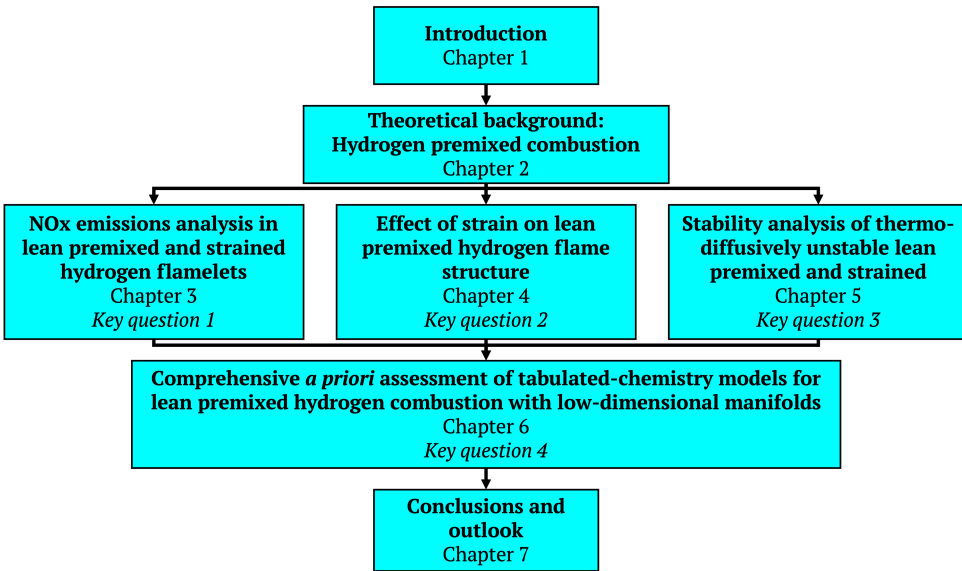 Introduction
Chapter 1
Theoretical background:
Hydrogen premixed combustion
Chapter 2
NOx emissions analysis in
lean premixed and strained
hydrogen flamelets
Chapter 3
Key question 1
Effect of strain on lean
premixed hydrogen flame
structure
Chapter 4
Key question 2
Stability analysis of thermo-
diffusively unstable lean
premixed and strained
Chapter 5
Key question 3
Comprehensive a priori assessment of tabulated-chemistry models for
lean premixed hydrogen combustion with low-dimensional manifolds
Chapter 6
Key question 4
Conclusions and
outlook
Chapter 7